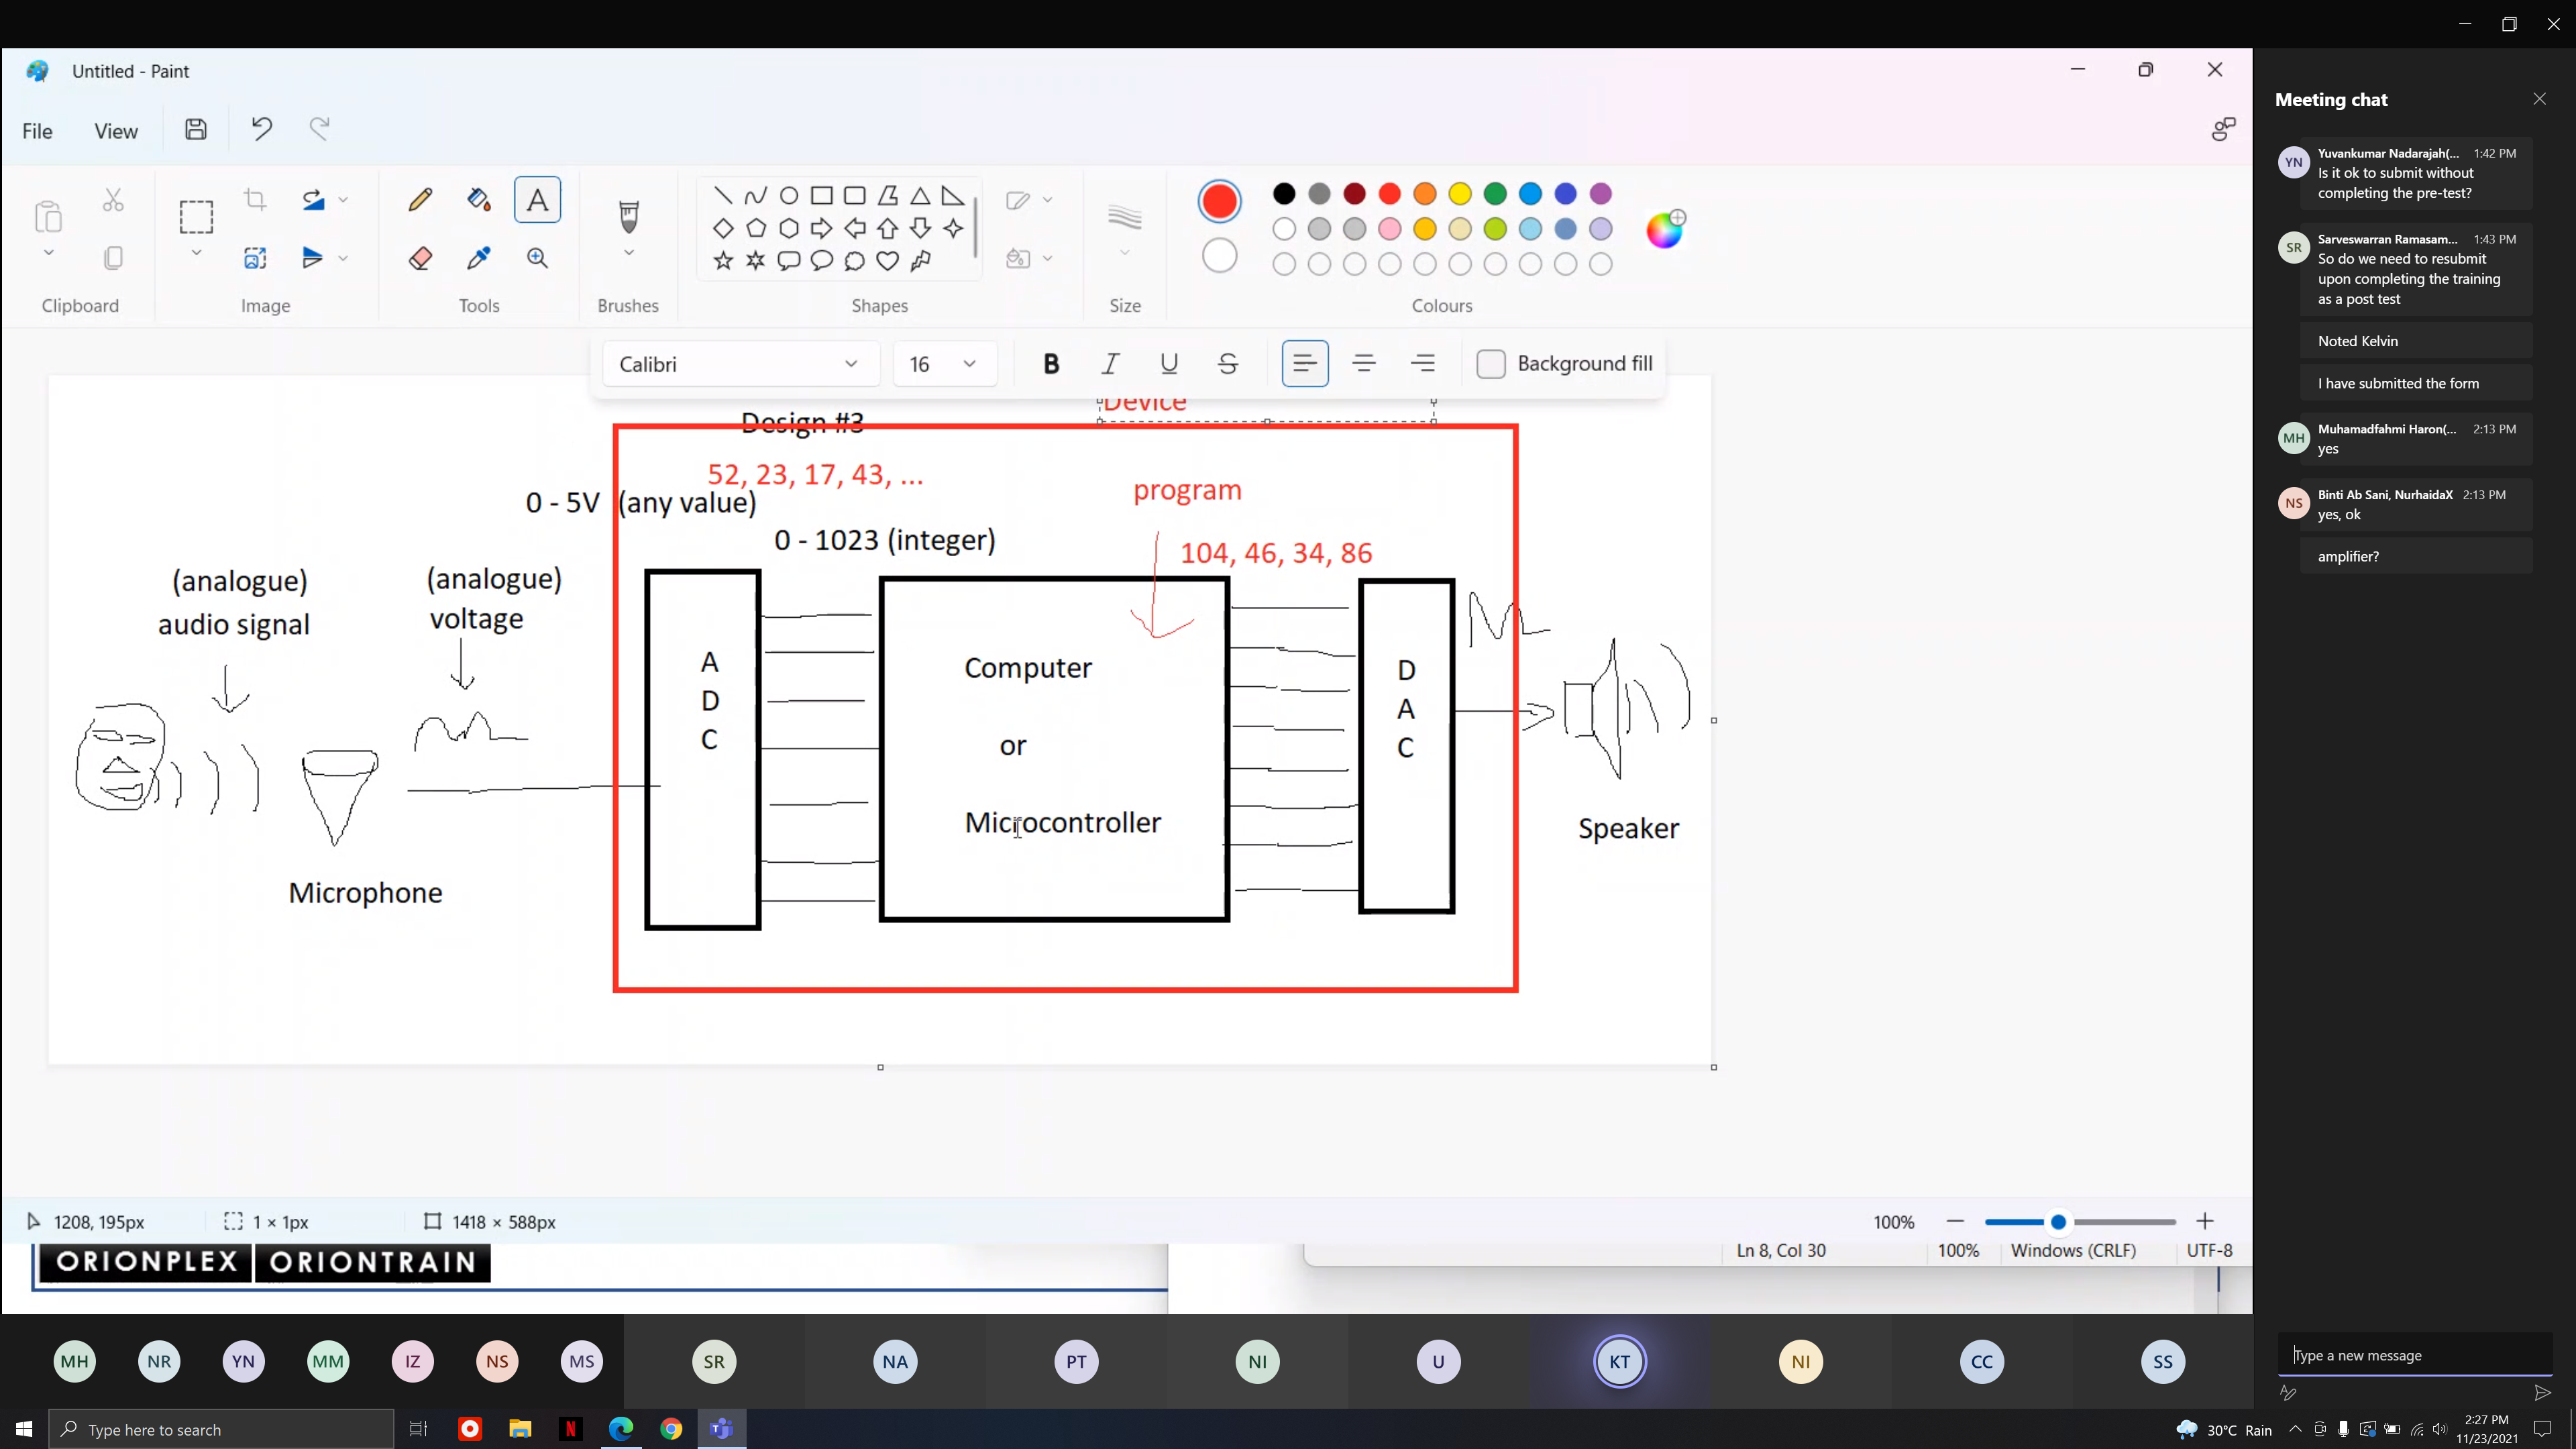 Untitled - Paint
File
View
Clipboard
Image
Tools
Brushes
Shapes
Size
Colours
Calibri
16
B
I
U
S
Background fill
Device
Design #3
52, 23, 17, 43, ...
program
0 - 5V (any value)
0 - 1023 (integer)
104, 46, 34, 86
(analogue)
audio signal
(analogue)
voltage
A
D
C
Computer
or
Microcontroller
D
A
C
Speaker
Microphone
1208, 195px
1 × 1px
1418 × 588px
100%
ORIONPLEX
ORIONTRAIN
Ln 8, Col 30
100%
Windows (CRLF)
UTF-8
MH
NR
YN
MM
IZ
NS
MS
SR
NA
PT
NI
U
KT
NI
CC
SS
Meeting chat
YN
Yuvankumar Nadarajah(... 1:42 PM
Is it ok to submit without
completing the pre-test?
SR
Sarveswarran Ramasam... 1:43 PM
So do we need to resubmit
upon completing the training
as a post test
Noted Kelvin
I have submitted the form
MH
Muhamadfahmi Haron(... 2:13 PM
yes
NS
Binti Ab Sani, NurhaidaX 2:13 PM
yes, ok
amplifier?
Type a new message
Type here to search
30°C Rain
2:27 PM
11/23/2021